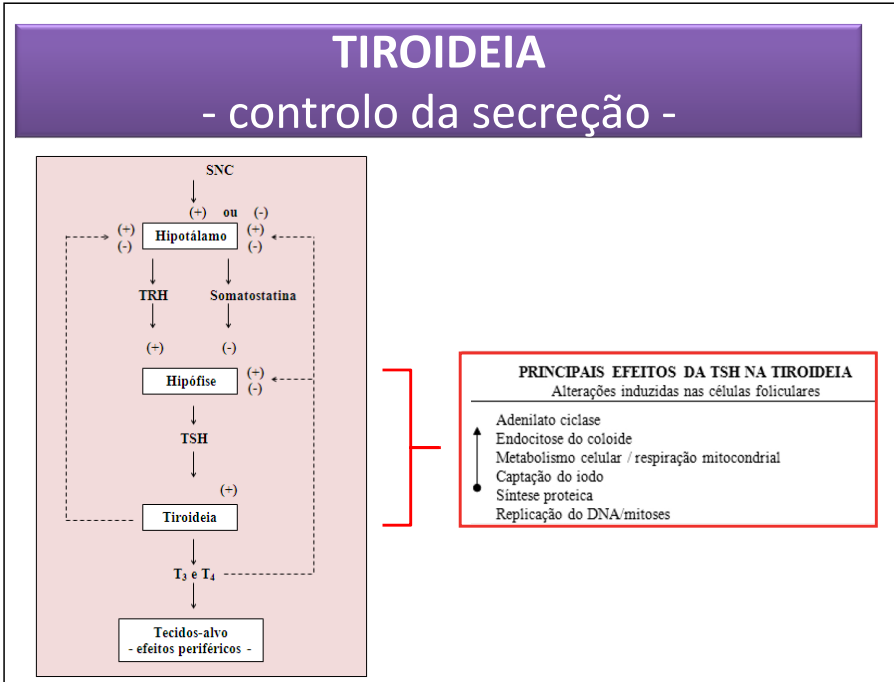 TIROIDEIA
- controlo da secreção -
SNC
(+) ou (-)
(+) Hipotálamo (+)
(-) (-)
TRH Somatostatina
(+) (-)
Hipófise (+)
(-)
TSH
(+)
Tiroideia
T₃ e T₄
Tecidos-alvo
- efeitos periféricos -
PRINCIPAIS EFEITOS DA TSH NA TIROIDEIA
Alterações induzidas nas células foliculares
Adenilato ciclase
Endocitose do coloide
Metabolismo celular / respiração mitocondrial
Captação do iodo
Síntese proteica
Replicação do DNA/mitoses